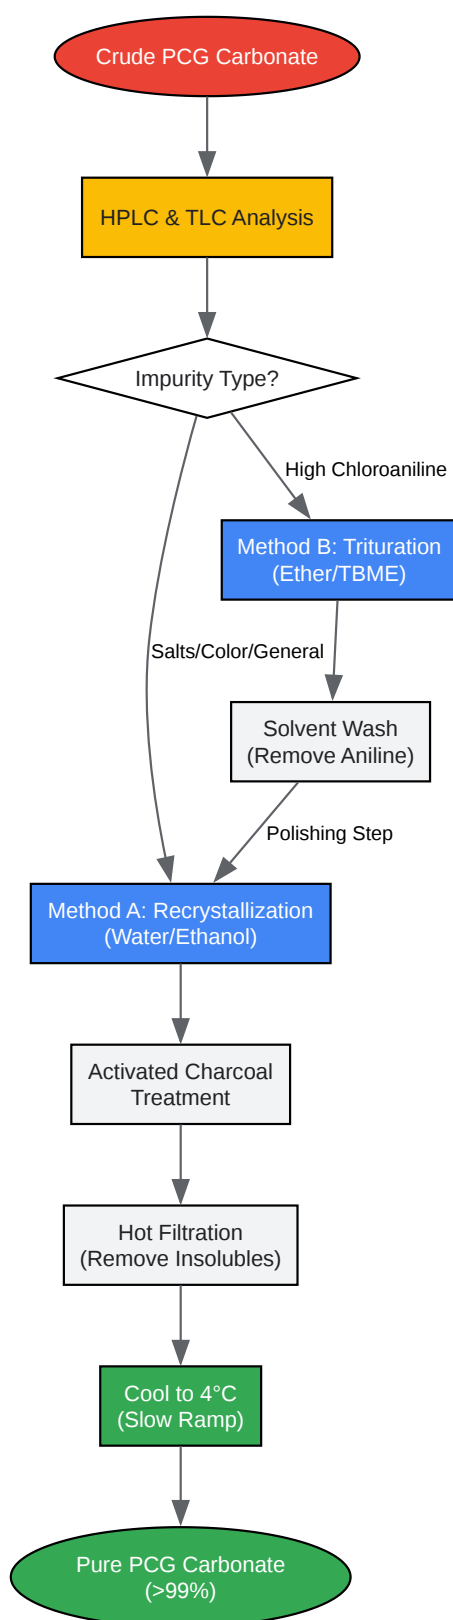 Crude PCG Carbonate
HPLC & TLC Analysis
Impurity Type?
High Chloroaniline
Method B: Trituration
(Ether/TBME)
Salts/Color/General
Solvent Wash
(Remove Aniline)
Polishing Step
Method A: Recrystallization
(Water/Ethanol)
Activated Charcoal
Treatment
Hot Filtration
(Remove Insolubles)
Cool to 4°C
(Slow Ramp)
Pure PCG Carbonate
(>99%)